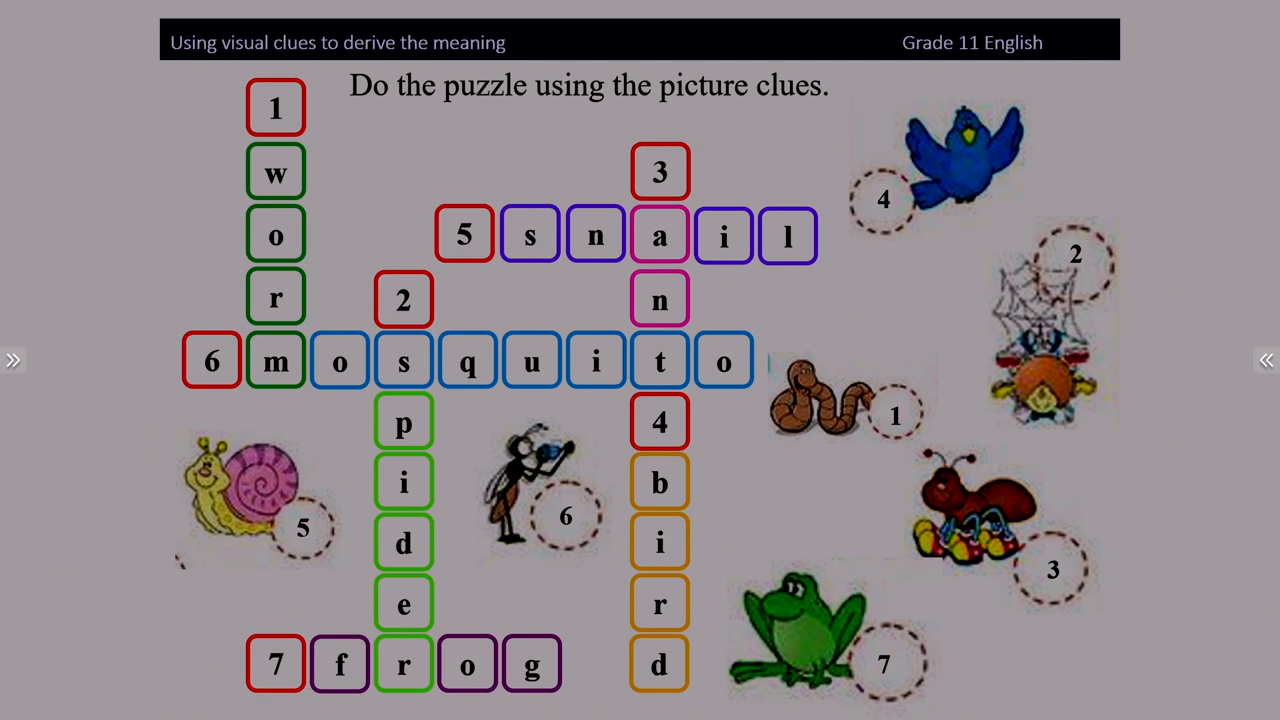 Using visual clues to derive the meaning Grade 11 English
Do the puzzle using the picture clues.
1
w 3 4
o 5 s n a i l
2
r 2 n
6 m o s q u i t o
1
p 4
i b
5 6
d i
3
e r
7 f r o g d 7